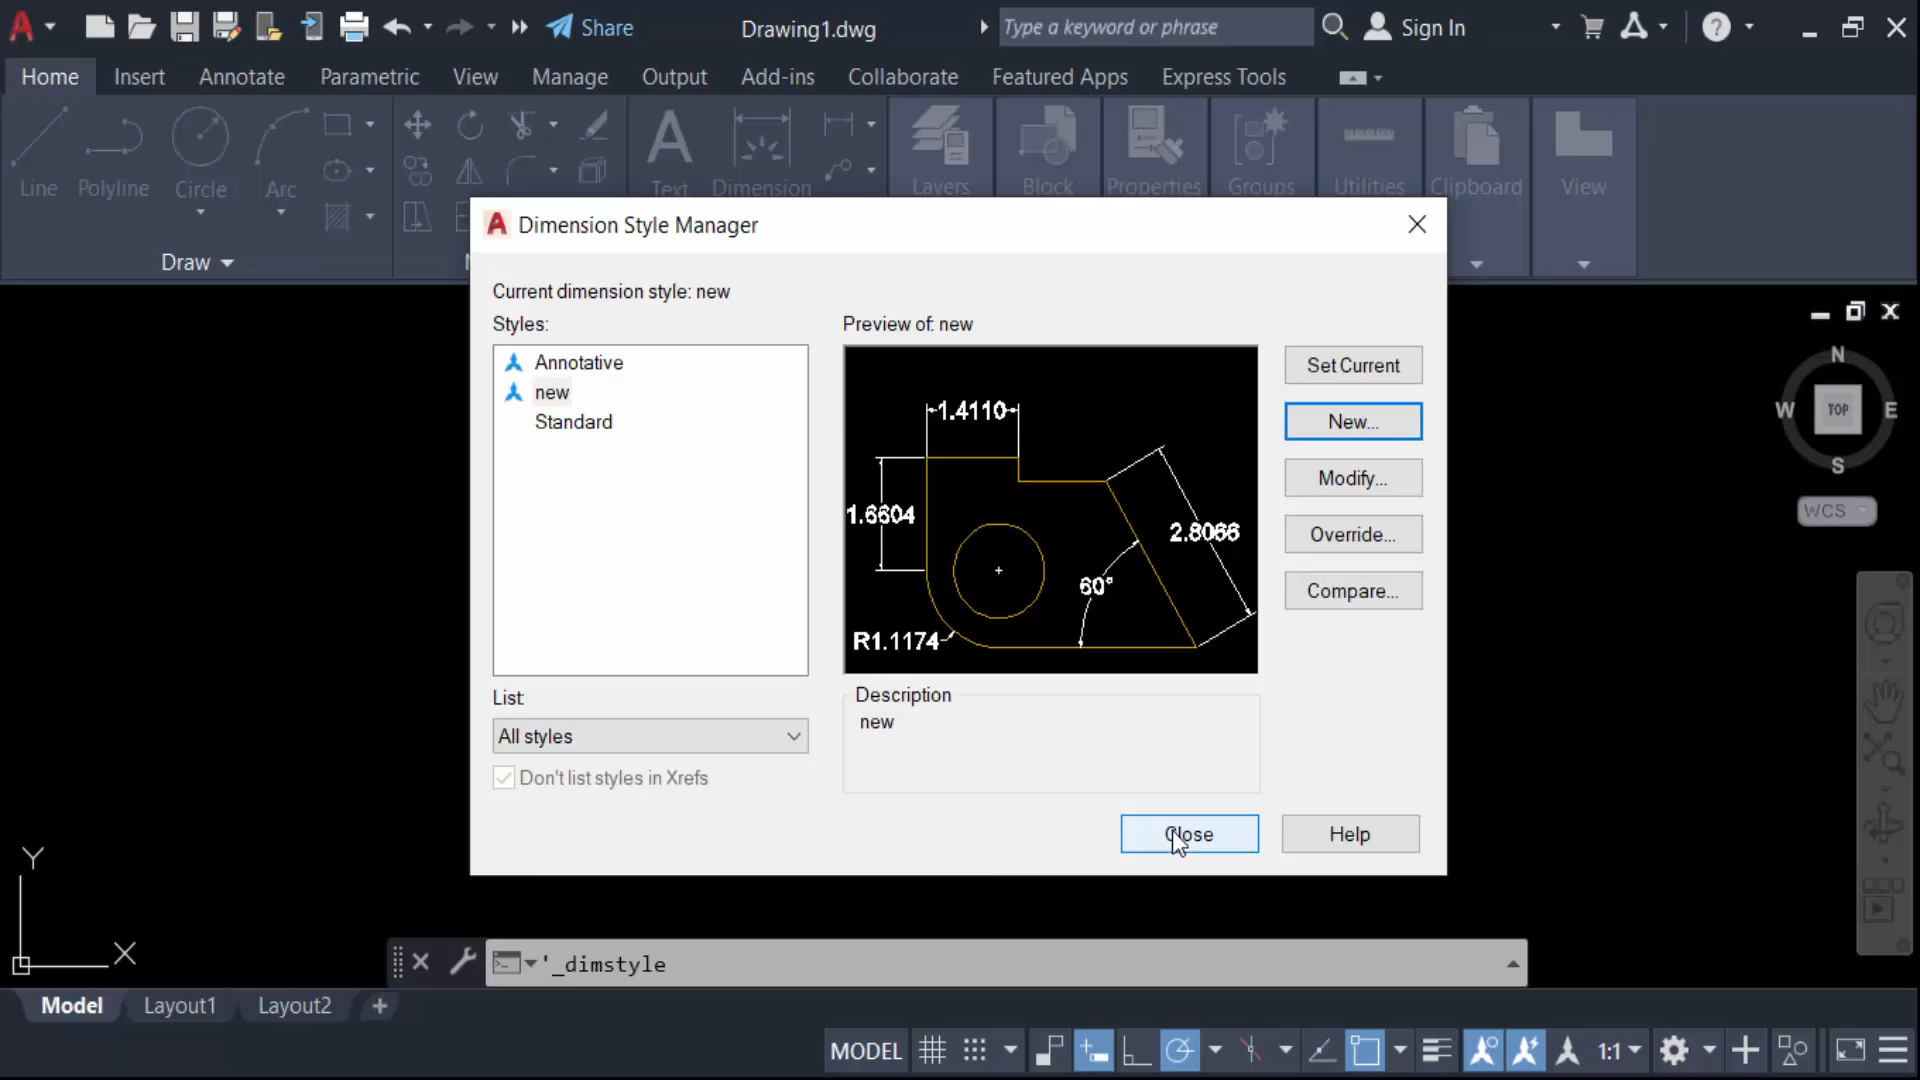 Share
Drawing1.dwg
Type a keyword or phrase
Sign In
Home
Insert
Annotate
Parametric
View
Manage
Output
Add-ins
Collaborate
Featured Apps
Express Tools
Line
Polyline
Circle
Arc
Text
Dimension
Layers
Block
Properties
Groups
Utilities
Clipboard
View
Draw
Dimension Style Manager
Current dimension style: new
Styles:
Annotative
new
Standard
Preview of: new
1.4110
1.6604
2.8066
60°
R1.1174
Set Current
New...
Modify...
Override...
Compare...
List:
All styles
Don't list styles in Xrefs
Description
new
Close
Help
N
W
TOP
E
S
WCS
Y
X
'_dimstyle
Model
Layout1
Layout2
MODEL
1:1